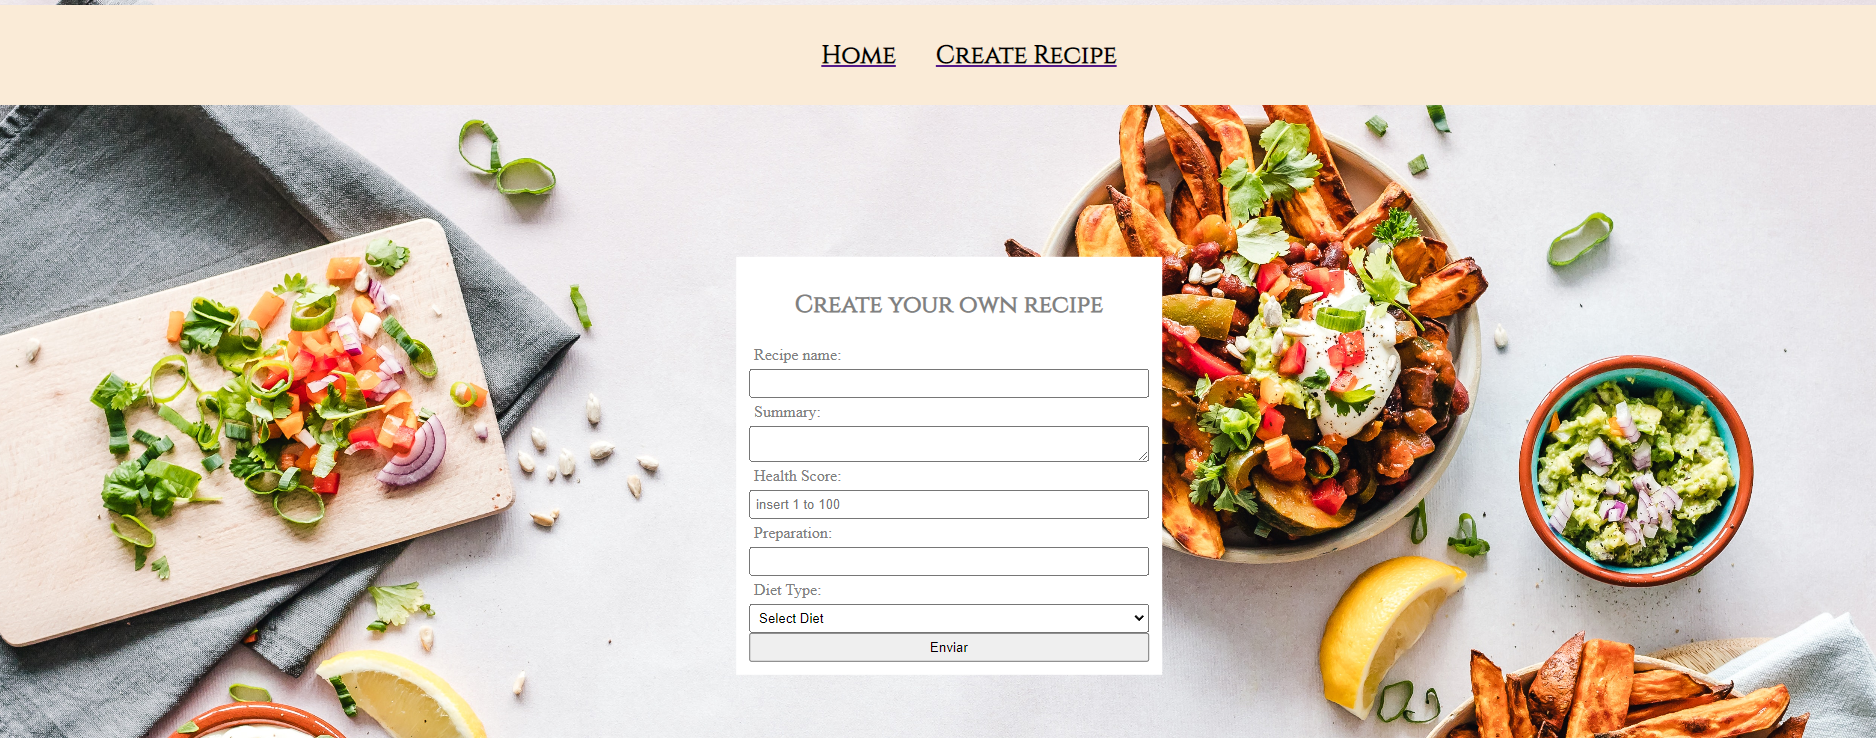 Home Create Recipe
Create your own recipe
Recipe name:
Summary:
Health Score:
insert 1 to 100
Preparation:
Diet Type:
Select Diet
Enviar